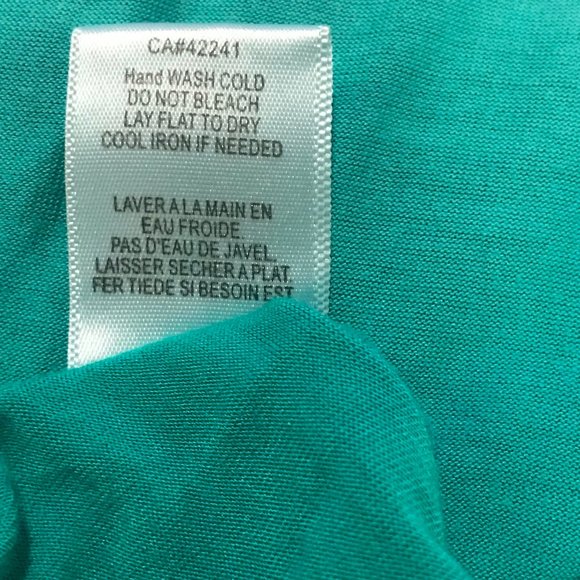 CA#42241
Hand WASH COLD
DO NOT BLEACH
LAY FLAT TO DRY
COOL IRON IF NEEDED
LAVER A LA MAIN EN
EAU FROIDE.
PAS D'EAU DE JAVEL.
LAISSER SECHER A PLAT.
FER TIEDE SI BESOIN EST